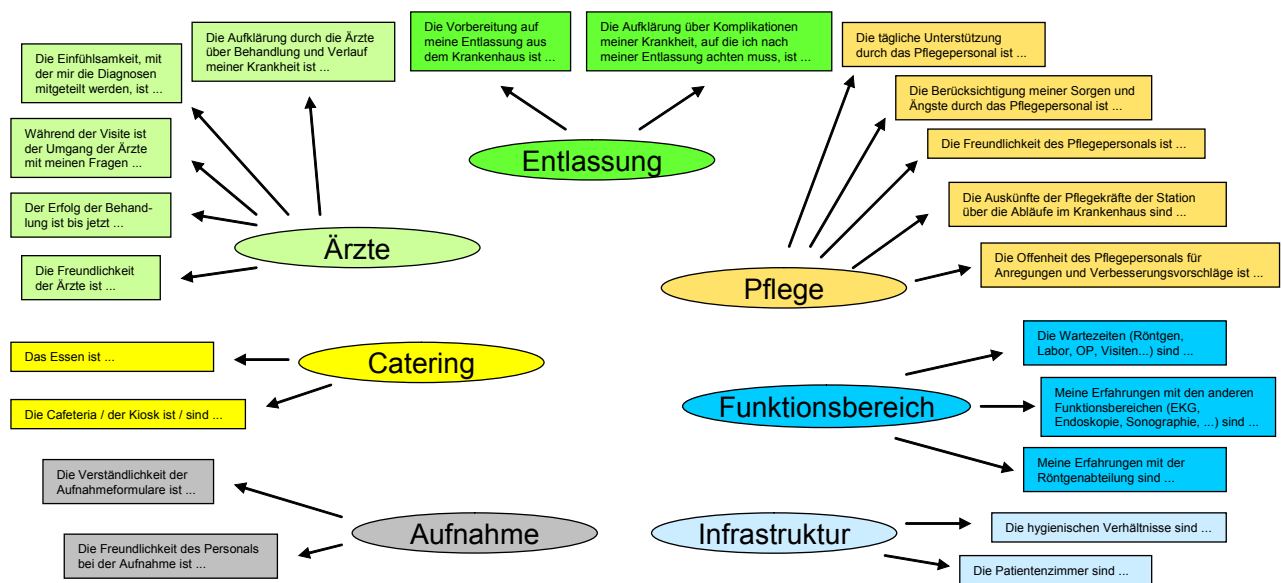 Die Einfühlsamkeit, mit
der mir die Diagnosen
mitgeteilt werden, ist ...
Die Aufklärung durch die Ärzte
über Behandlung und Verlauf
meiner Krankheit ist ...
Die Vorbereitung auf
meine Entlassung aus
dem Krankenhaus ist ...
Die Aufklärung über Komplikationen
meiner Krankheit, auf die ich nach
meiner Entlassung achten muss, ist ...
Die tägliche Unterstützung
durch das Pflegepersonal ist ...
Die Berücksichtigung meiner Sorgen und
Ängste durch das Pflegepersonal ist ...
Während der Visite ist
der Umgang der Ärzte
mit meinen Fragen ...
Entlassung
Die Freundlichkeit des Pflegepersonals ist ...
Der Erfolg der Behand-
lung ist bis jetzt ...
Die Auskünfte der Pflegekräfte der Station
über die Abläufe im Krankenhaus sind ...
Ärzte
Die Freundlichkeit
der Ärzte ist ...
Pflege
Die Offenheit des Pflegepersonals für
Anregungen und Verbesserungsvorschläge ist ...
Das Essen ist ...
Catering
Die Cafeteria / der Kiosk ist / sind ...
Die Wartezeiten (Röntgen,
Labor, OP, Visiten...) sind ...
Funktionsbereich
Meine Erfahrungen mit den anderen
Funktionsbereichen (EKG,
Endoskopie, Sonographie, ...) sind ...
Meine Erfahrungen mit der
Röntgenabteilung sind ...
Die Verständlichkeit der
Aufnahmeformulare ist ...
Aufnahme
Die Freundlichkeit des Personals
bei der Aufnahme ist ...
Infrastruktur
Die hygienischen Verhältnisse sind ...
Die Patientenzimmer sind ...